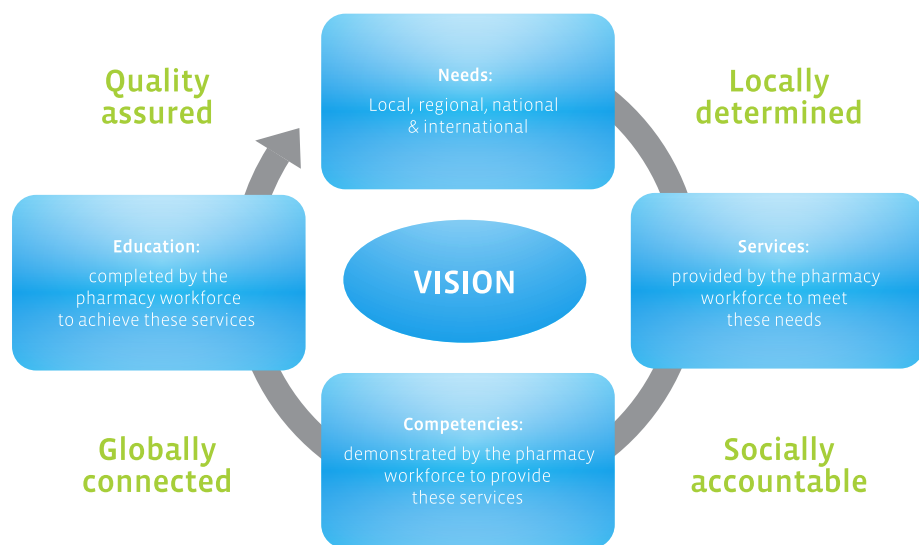 Quality
assured
Needs:
Local, regional, national
& international
Locally
determined
Education:
completed by the
pharmacy workforce
to achieve these services
VISION
Services:
provided by the pharmacy
workforce to meet
these needs
Globally
connected
Competencies:
demonstrated by the pharmacy
workforce to provide
these services
Socially
accountable